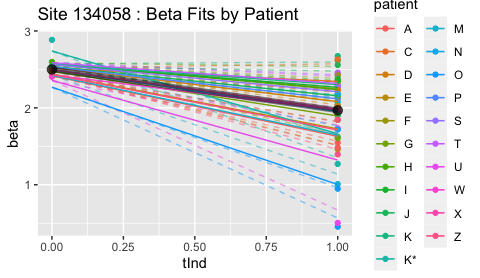 Site 134058 : Beta Fits by Patient
3
2
1
beta
0.00 0.25 0.50 0.75 1.00
tInd
patient
A M
C N
D O
E P
F S
G T
H U
I W
J X
K Z
K*